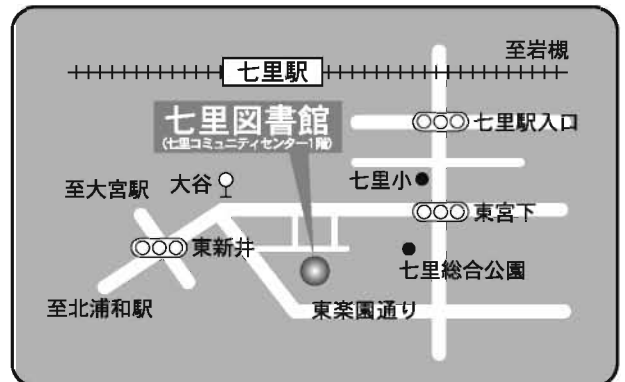 至岩槻
七里駅
七里図書館
(七里コミュニティセンター1階)
七里駅入口
至大宮駅
大谷
七里小
東宮下
東新井
七里総合公園
至北浦和駅
東楽園通り